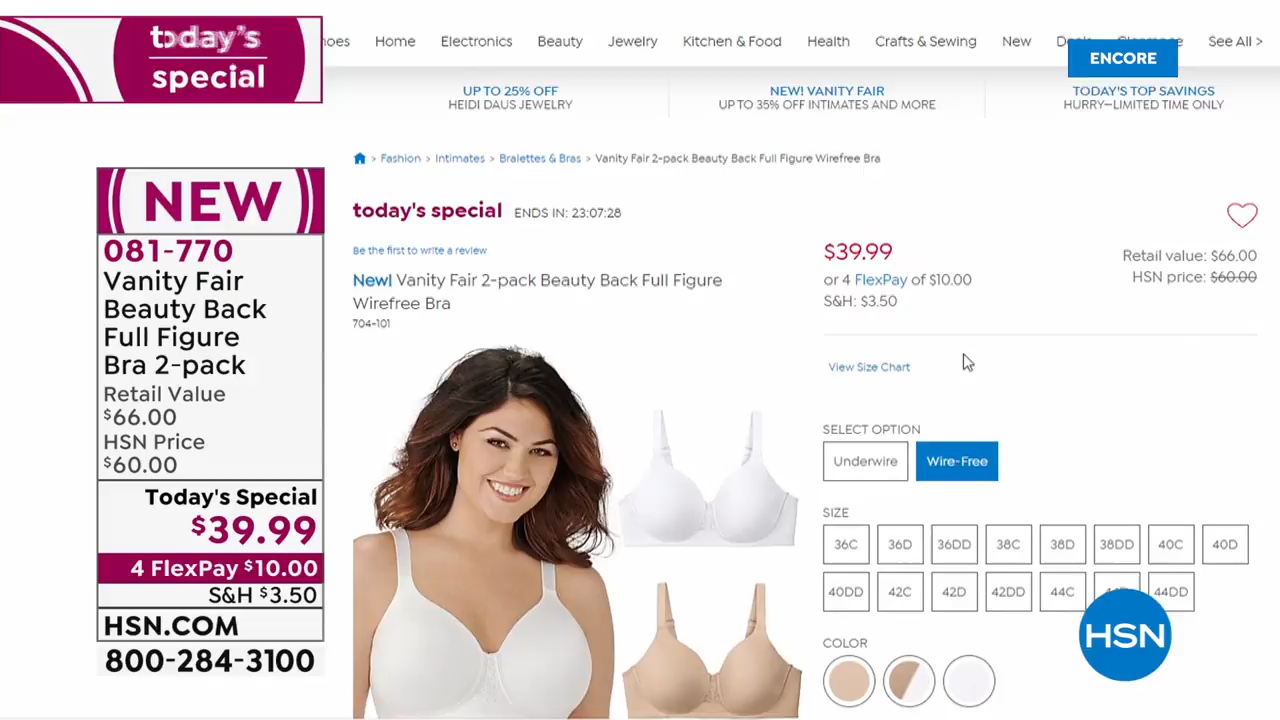 today's
special
Home Electronics Beauty Jewelry Kitchen & Food Health Crafts & Sewing New See All >
ENCORE
UP TO 25% OFF
HEIDI DAUS JEWELRY
NEW! VANITY FAIR
UP TO 35% OFF INTIMATES AND MORE
TODAY'S TOP SAVINGS
HURRY—LIMITED TIME ONLY
> Fashion > Intimates > Bralettes & Bras > Vanity Fair 2-pack Beauty Back Full Figure Wirefree Bra
NEW
081-770
Vanity Fair
Beauty Back
Full Figure
Bra 2-pack
Retail Value
$66.00
HSN Price
$60.00
Today's Special
$39.99
4 FlexPay $10.00
S&H $3.50
HSN.COM
800-284-3100
today's special ENDS IN: 23:07:28
Be the first to write a review
New! Vanity Fair 2-pack Beauty Back Full Figure
Wirefree Bra
704-101
$39.99
or 4 FlexPay of $10.00
S&H: $3.50
Retail value: $66.00
HSN price: $60.00
View Size Chart
SELECT OPTION
Underwire Wire-Free
SIZE
36C 36D 36DD 38C 38D 38DD 40C 40D
40DD 42C 42D 42DD 44C 44DD
COLOR
HSN